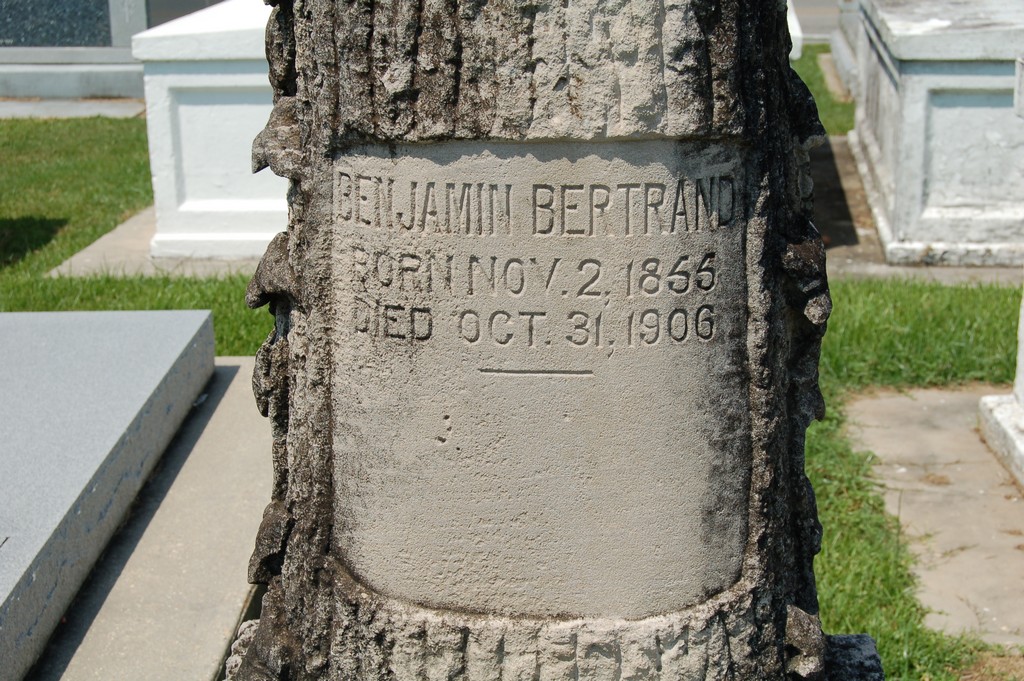 BENJAMIN BERTRAND
BORN NOV. 2, 1855
DIED OCT. 31, 1906